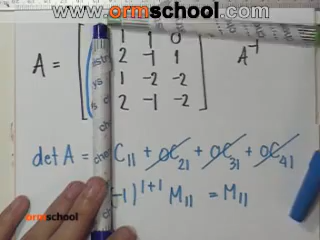 www.ormschool.com
1 1 0
A = 2 -1 1 A⁻¹
1 -2 -2
2 -1 -2
det A = C₁₁ + 0C₂₁ + 0C₃₁ + 0C₄₁
-1)¹⁺¹ M₁₁ = M₁₁
ormschool